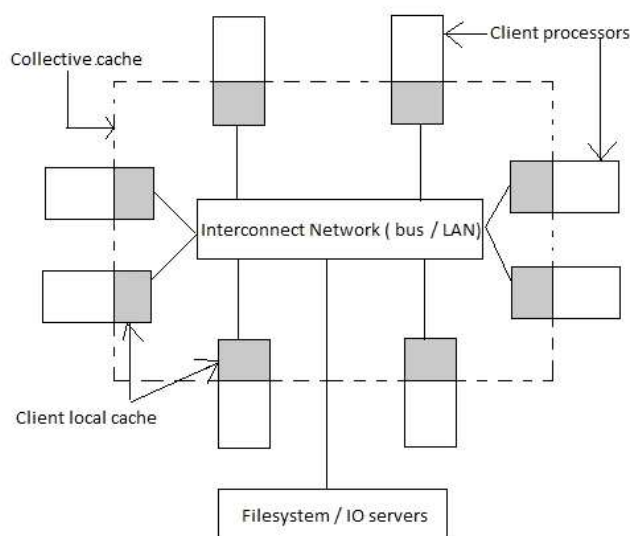 Client processors
Collective cache
Interconnect Network ( bus / LAN)
Client local cache
Filesystem / IO servers